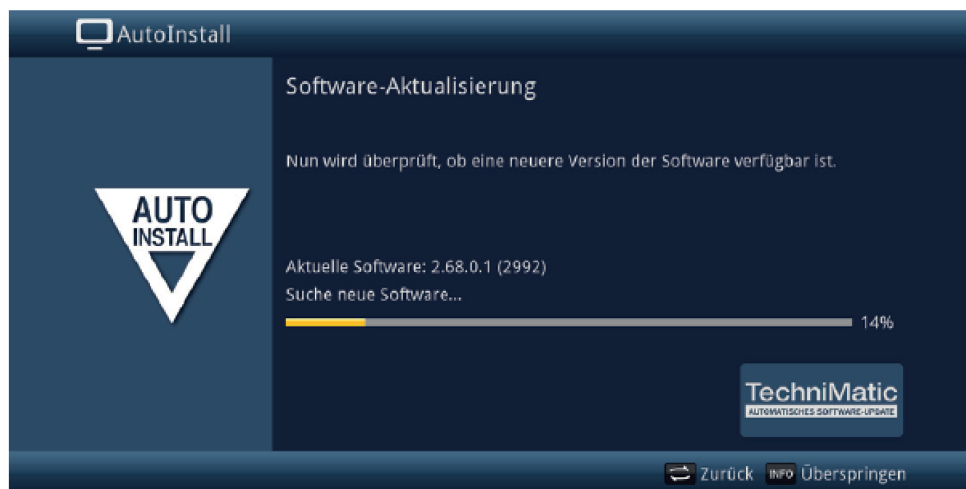 AutoInstall
Software-Aktualisierung
Nun wird überprüft, ob eine neuere Version der Software verfügbar ist.
AUTO
INSTALL
Aktuelle Software: 2.68.0.1 (2992)
Suche neue Software...
14%
TechniMatic
AUTOMATISCHES SOFTWARE-UPDATE
Zurück INFO Überspringen